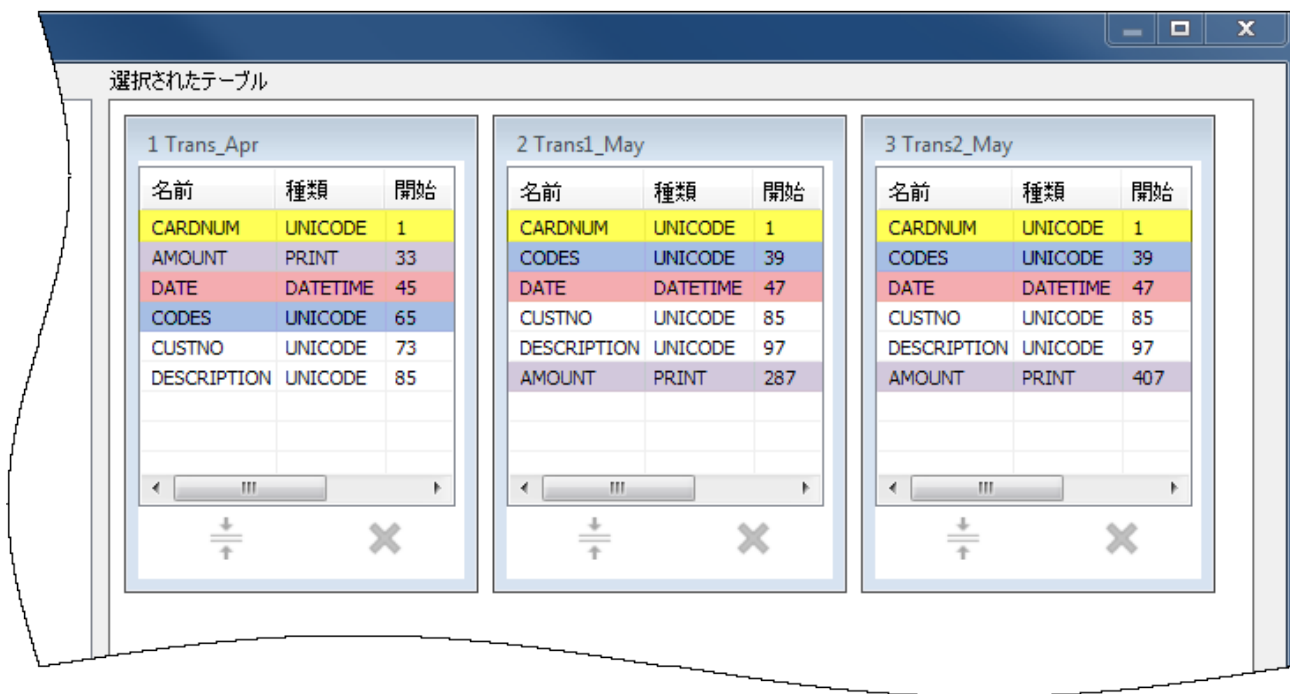 選択されたテーブル
1 Trans_Apr
名前 種類 開始
CARDNUM UNICODE 1
AMOUNT PRINT 33
DATE DATETIME 45
CODES UNICODE 65
CUSTNO UNICODE 73
DESCRIPTION UNICODE 85
2 Trans1_May
名前 種類 開始
CARDNUM UNICODE 1
CODES UNICODE 39
DATE DATETIME 47
CUSTNO UNICODE 85
DESCRIPTION UNICODE 97
AMOUNT PRINT 287
3 Trans2_May
名前 種類 開始
CARDNUM UNICODE 1
CODES UNICODE 39
DATE DATETIME 47
CUSTNO UNICODE 85
DESCRIPTION UNICODE 97
AMOUNT PRINT 407